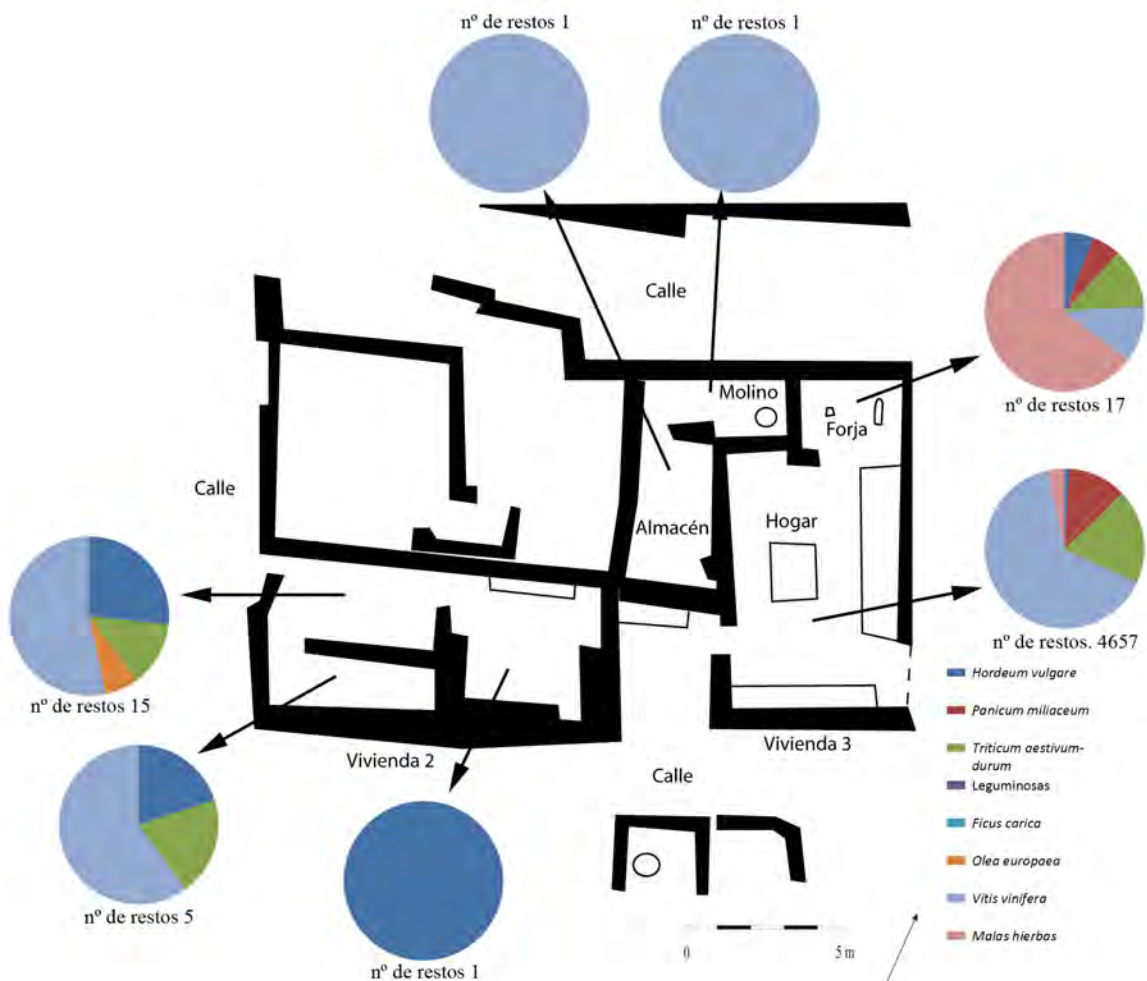 nº de restos 1
nº de restos 1
Calle
nº de restos 17
Molino
Forja
Calle
Almacén
Hogar
nº de restos. 4657
nº de restos 15
Hordeum vulgare
Panicum miliaceum
Triticum aestivum-
durum
Leguminosas
Ficus carica
Olea europaea
Vitis vinifera
Malas hierbas
Vivienda 2
Vivienda 3
Calle
nº de restos 5
nº de restos 1
0
5 m